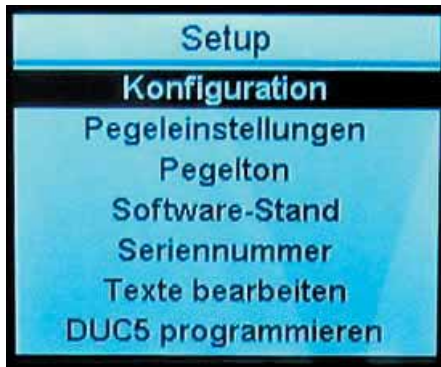 Setup
Konfiguration
Pegeleinstellungen
Pegelton
Software-Stand
Seriennummer
Texte bearbeiten
DUC5 programmieren